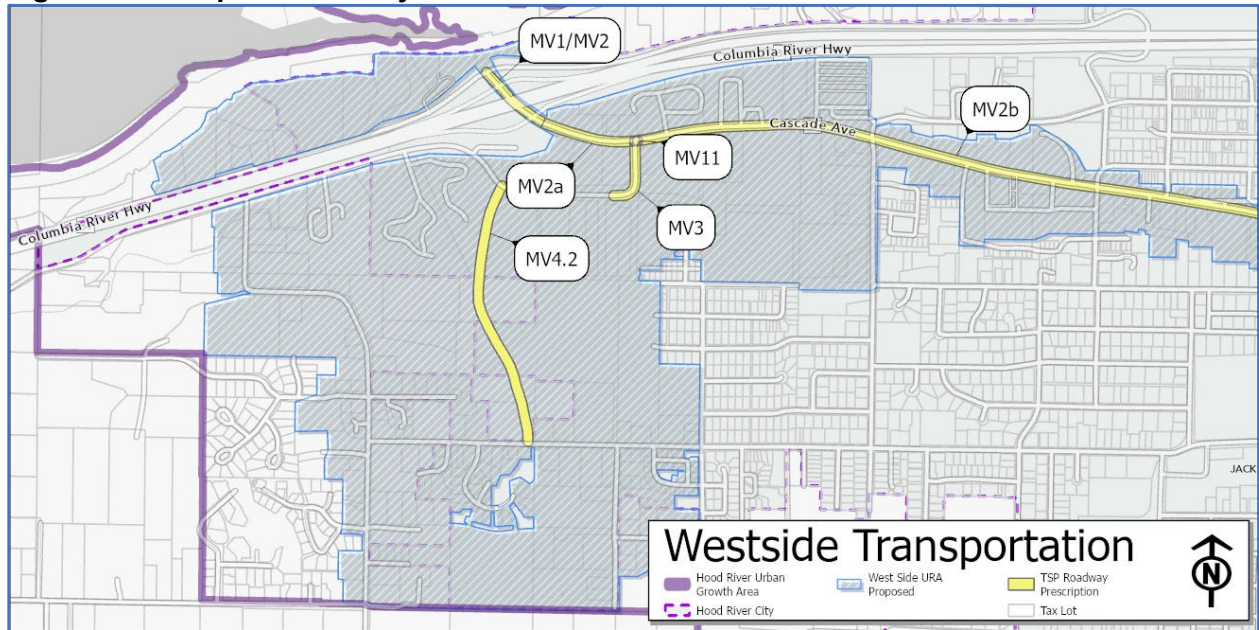 MV1/MV2
Columbia River Hwy
MV2b
Cascade Ave
MV11
MV2a
MV3
Columbia River Hwy
MV4.2
JACK
Westside Transportation
Hood River Urban
Growth Area
West Side URA
Proposed
TSP Roadway
Prescription
Hood River City
Tax Lot
N